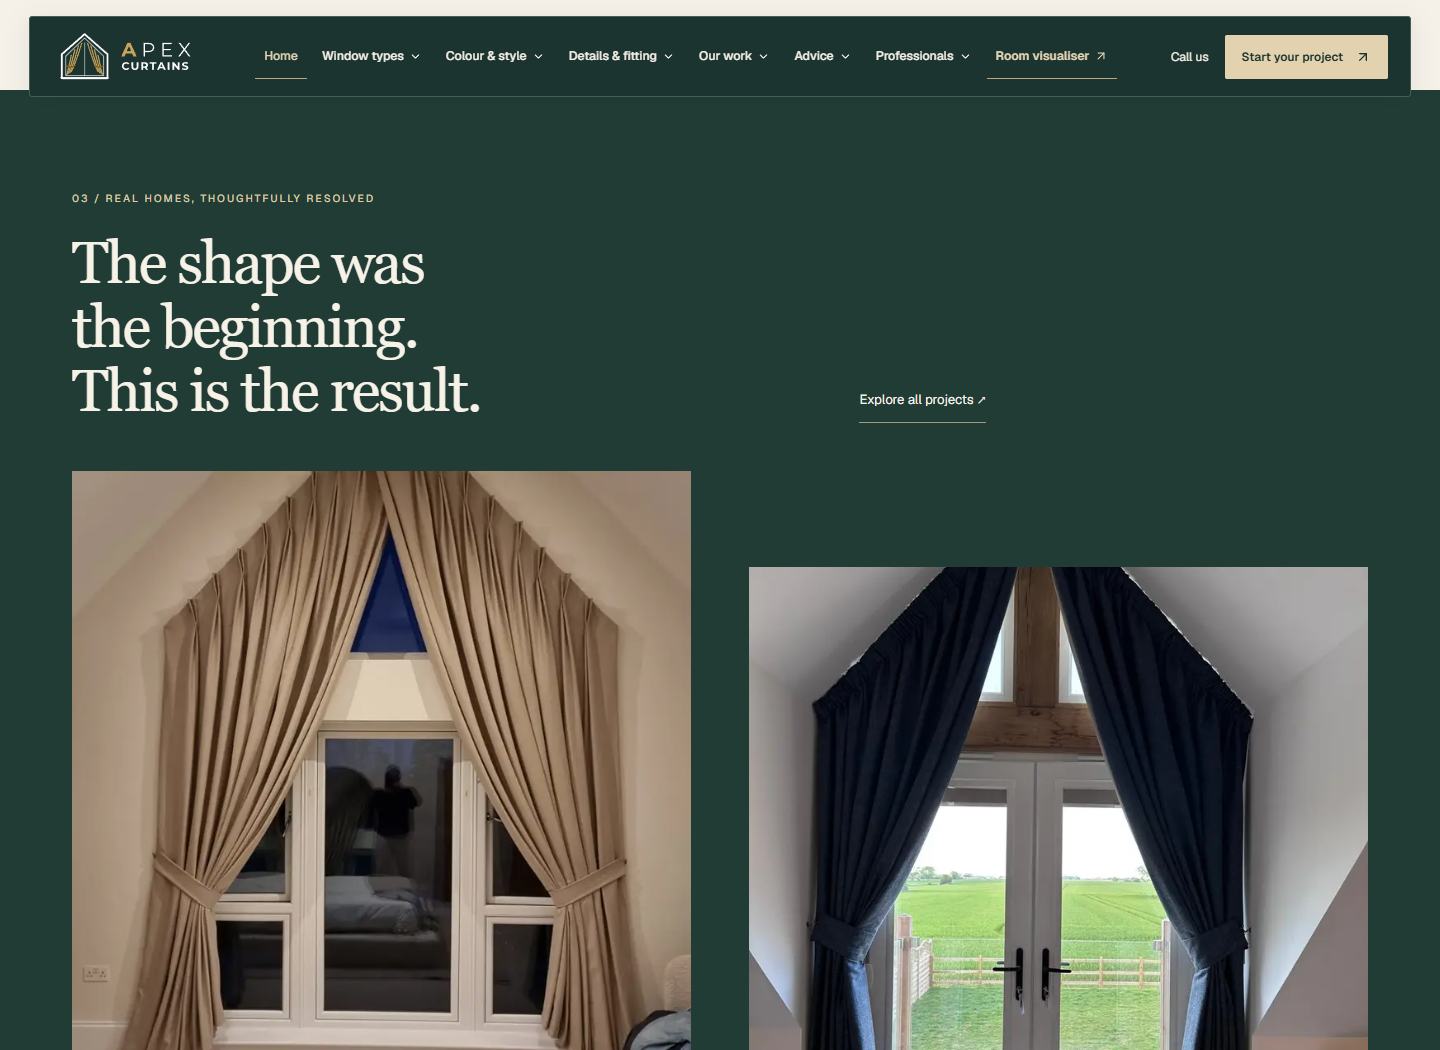 APEX
CURTAINS
Home
Window types
Colour & style
Details & fitting
Our work
Advice
Professionals
Room visualiser ↗
Call us
Start your project ↗
03 / REAL HOMES, THOUGHTFULLY RESOLVED
The shape was
the beginning.
This is the result.
Explore all projects ↗